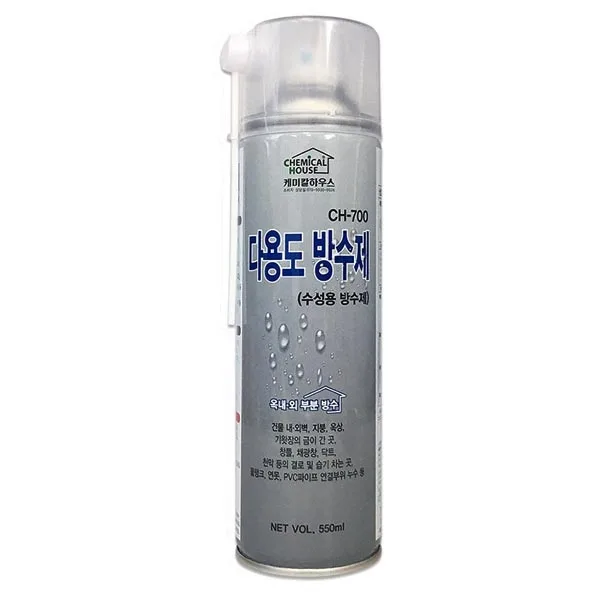 CHEMICAL
HOUSE
케미칼하우스
CH-700
다용도 방수제
(수성용 방수제)
옥내·외 부분 방수
건물 내·외벽, 지붕, 옥상,
기왓장의 금이 간 곳,
창틀, 채광창, 닥트,
천막 등의 결로 및 습기 차는 곳,
물탱크, 연못, PVC파이프 연결부위 누수 등
NET VOL. 550ml